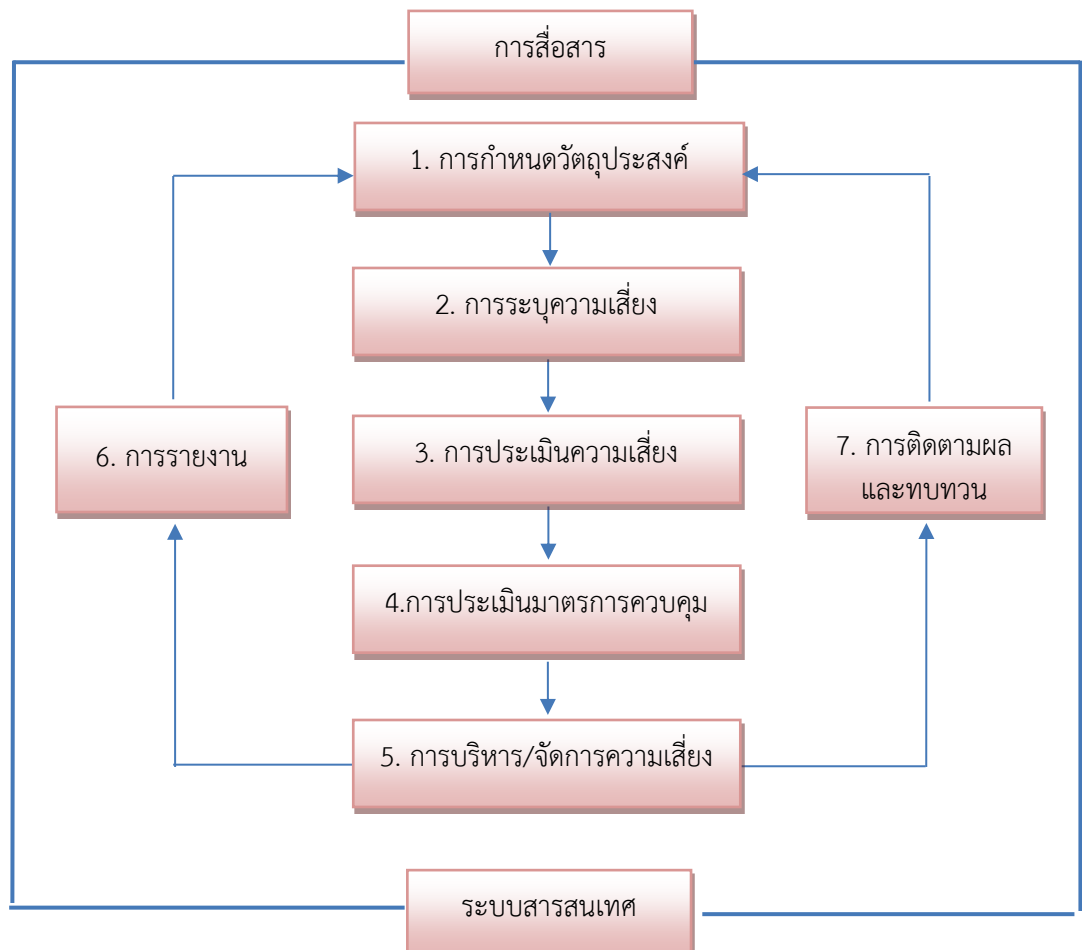 การสื่อสาร
1. การกำหนดวัตถุประสงค์
2. การระบุความเสี่ยง
3. การประเมินความเสี่ยง
6. การรายงาน
7. การติดตามผล
และทบทวน
4.การประเมินมาตรการควบคุม
5. การบริหาร/จัดการความเสี่ยง
ระบบสารสนเทศ